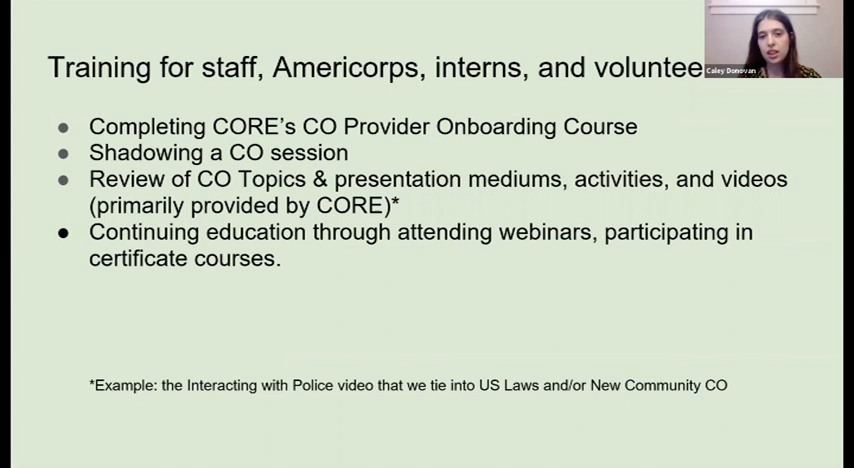 Training for staff, Americorps, interns, and voluntee
Caley Donovan
● Completing CORE's CO Provider Onboarding Course
● Shadowing a CO session
● Review of CO Topics & presentation mediums, activities, and videos
(primarily provided by CORE)*
● Continuing education through attending webinars, participating in
certificate courses.
*Example: the Interacting with Police video that we tie into US Laws and/or New Community CO